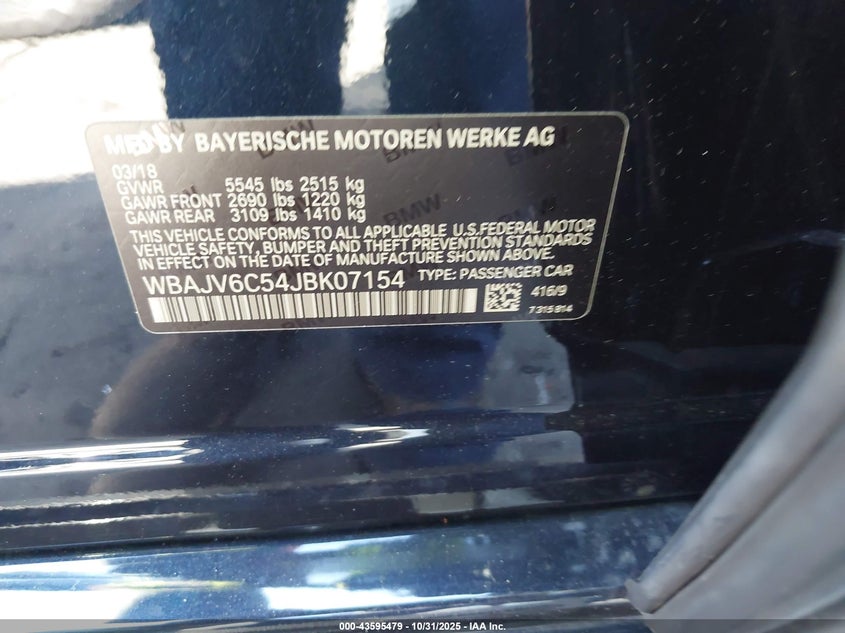 MFD BY BAYERISCHE MOTOREN WERKE AG
03/18
GVWR 5545 lbs 2515 kg
GAWR FRONT 2690 lbs 1220 kg
GAWR REAR 3109 lbs 1410 kg
THIS VEHICLE CONFORMS TO ALL APPLICABLE U.S.FEDERAL MOTOR
VEHICLE SAFETY, BUMPER AND THEFT PREVENTION STANDARDS
IN EFFECT ON THE DATE OF MANUFACTURE SHOWN ABOVE.
WBAJV6C54JBK07154 TYPE: PASSENGER CAR
416/9
7315814
BMW
000-43595479 - 10/31/2025 - IAA Inc.